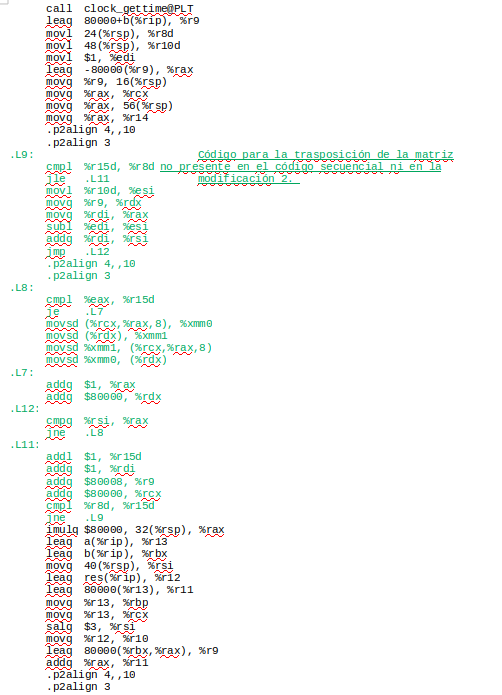 call clock_gettime@PLT
leaq 80000+b(%rip), %r9
movl 24(%rsp), %r8d
movl 48(%rsp), %r10d
movl $1, %edi
leaq -80000(%r9), %rax
movq %r9, 16(%rsp)
movq %rax, %rcx
movq %rax, 56(%rsp)
movq %rax, %r14
.p2align 4,,10
.p2align 3
.L9: Código para la trasposición de la matriz
cmpl %r15d, %r8d no presente en el código secuencial ni en la
jle .L11 modificación 2.
movl %r10d, %esi
movq %r9, %rdx
movq %rdi, %rax
subl %edi, %esi
addq %rdi, %rsi
jmp .L12
.p2align 4,,10
.p2align 3
.L8:
cmpl %eax, %r15d
je .L7
movsd (%rcx,%rax,8), %xmm0
movsd (%rdx), %xmm1
movsd %xmm1, (%rcx,%rax,8)
movsd %xmm0, (%rdx)
.L7:
addq $1, %rax
addq $80000, %rdx
.L12:
cmpq %rsi, %rax
jne .L8
.L11:
addl $1, %r15d
addq $1, %rdi
addq $80008, %r9
addq $80000, %rcx
cmpl %r8d, %r15d
jne .L9
imulq $80000, 32(%rsp), %rax
leaq a(%rip), %r13
leaq b(%rip), %rbx
movq 40(%rsp), %rsi
leaq res(%rip), %r12
leaq 80000(%r13), %r11
movq %r13, %rbp
movq %r13, %rcx
salq $3, %rsi
movq %r12, %r10
leaq 80000(%rbx,%rax), %r9
addq %rax, %r11
.p2align 4,,10
.p2align 3